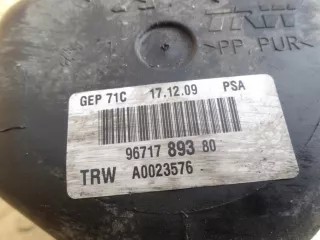 TRW
>PP, PUR<
GEP 71C 17.12.09 PSA
96717 893 80
TRW A0023576